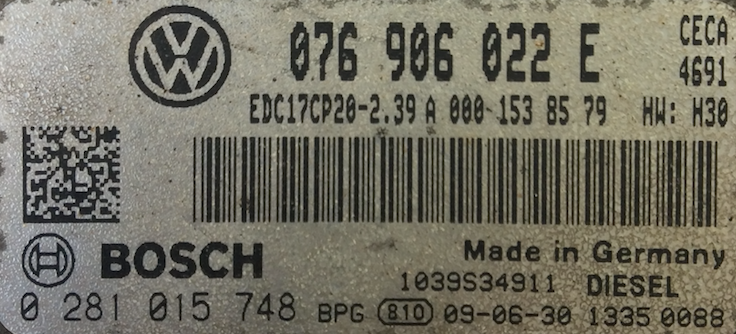 076 906 022 E CECA
4691
EDC17CP20-2.39 A 000-153 85 79 HW: H30
BOSCH Made in Germany
1039S34911 DIESEL
0 281 015 748 BPG 810 09-06-30 1335 0088